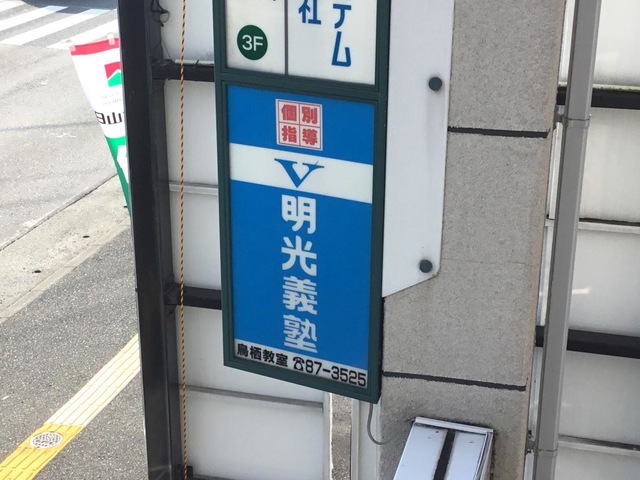 テム
社
3F
個別
指導
明光義塾
鳥栖教室 ☎87-3525